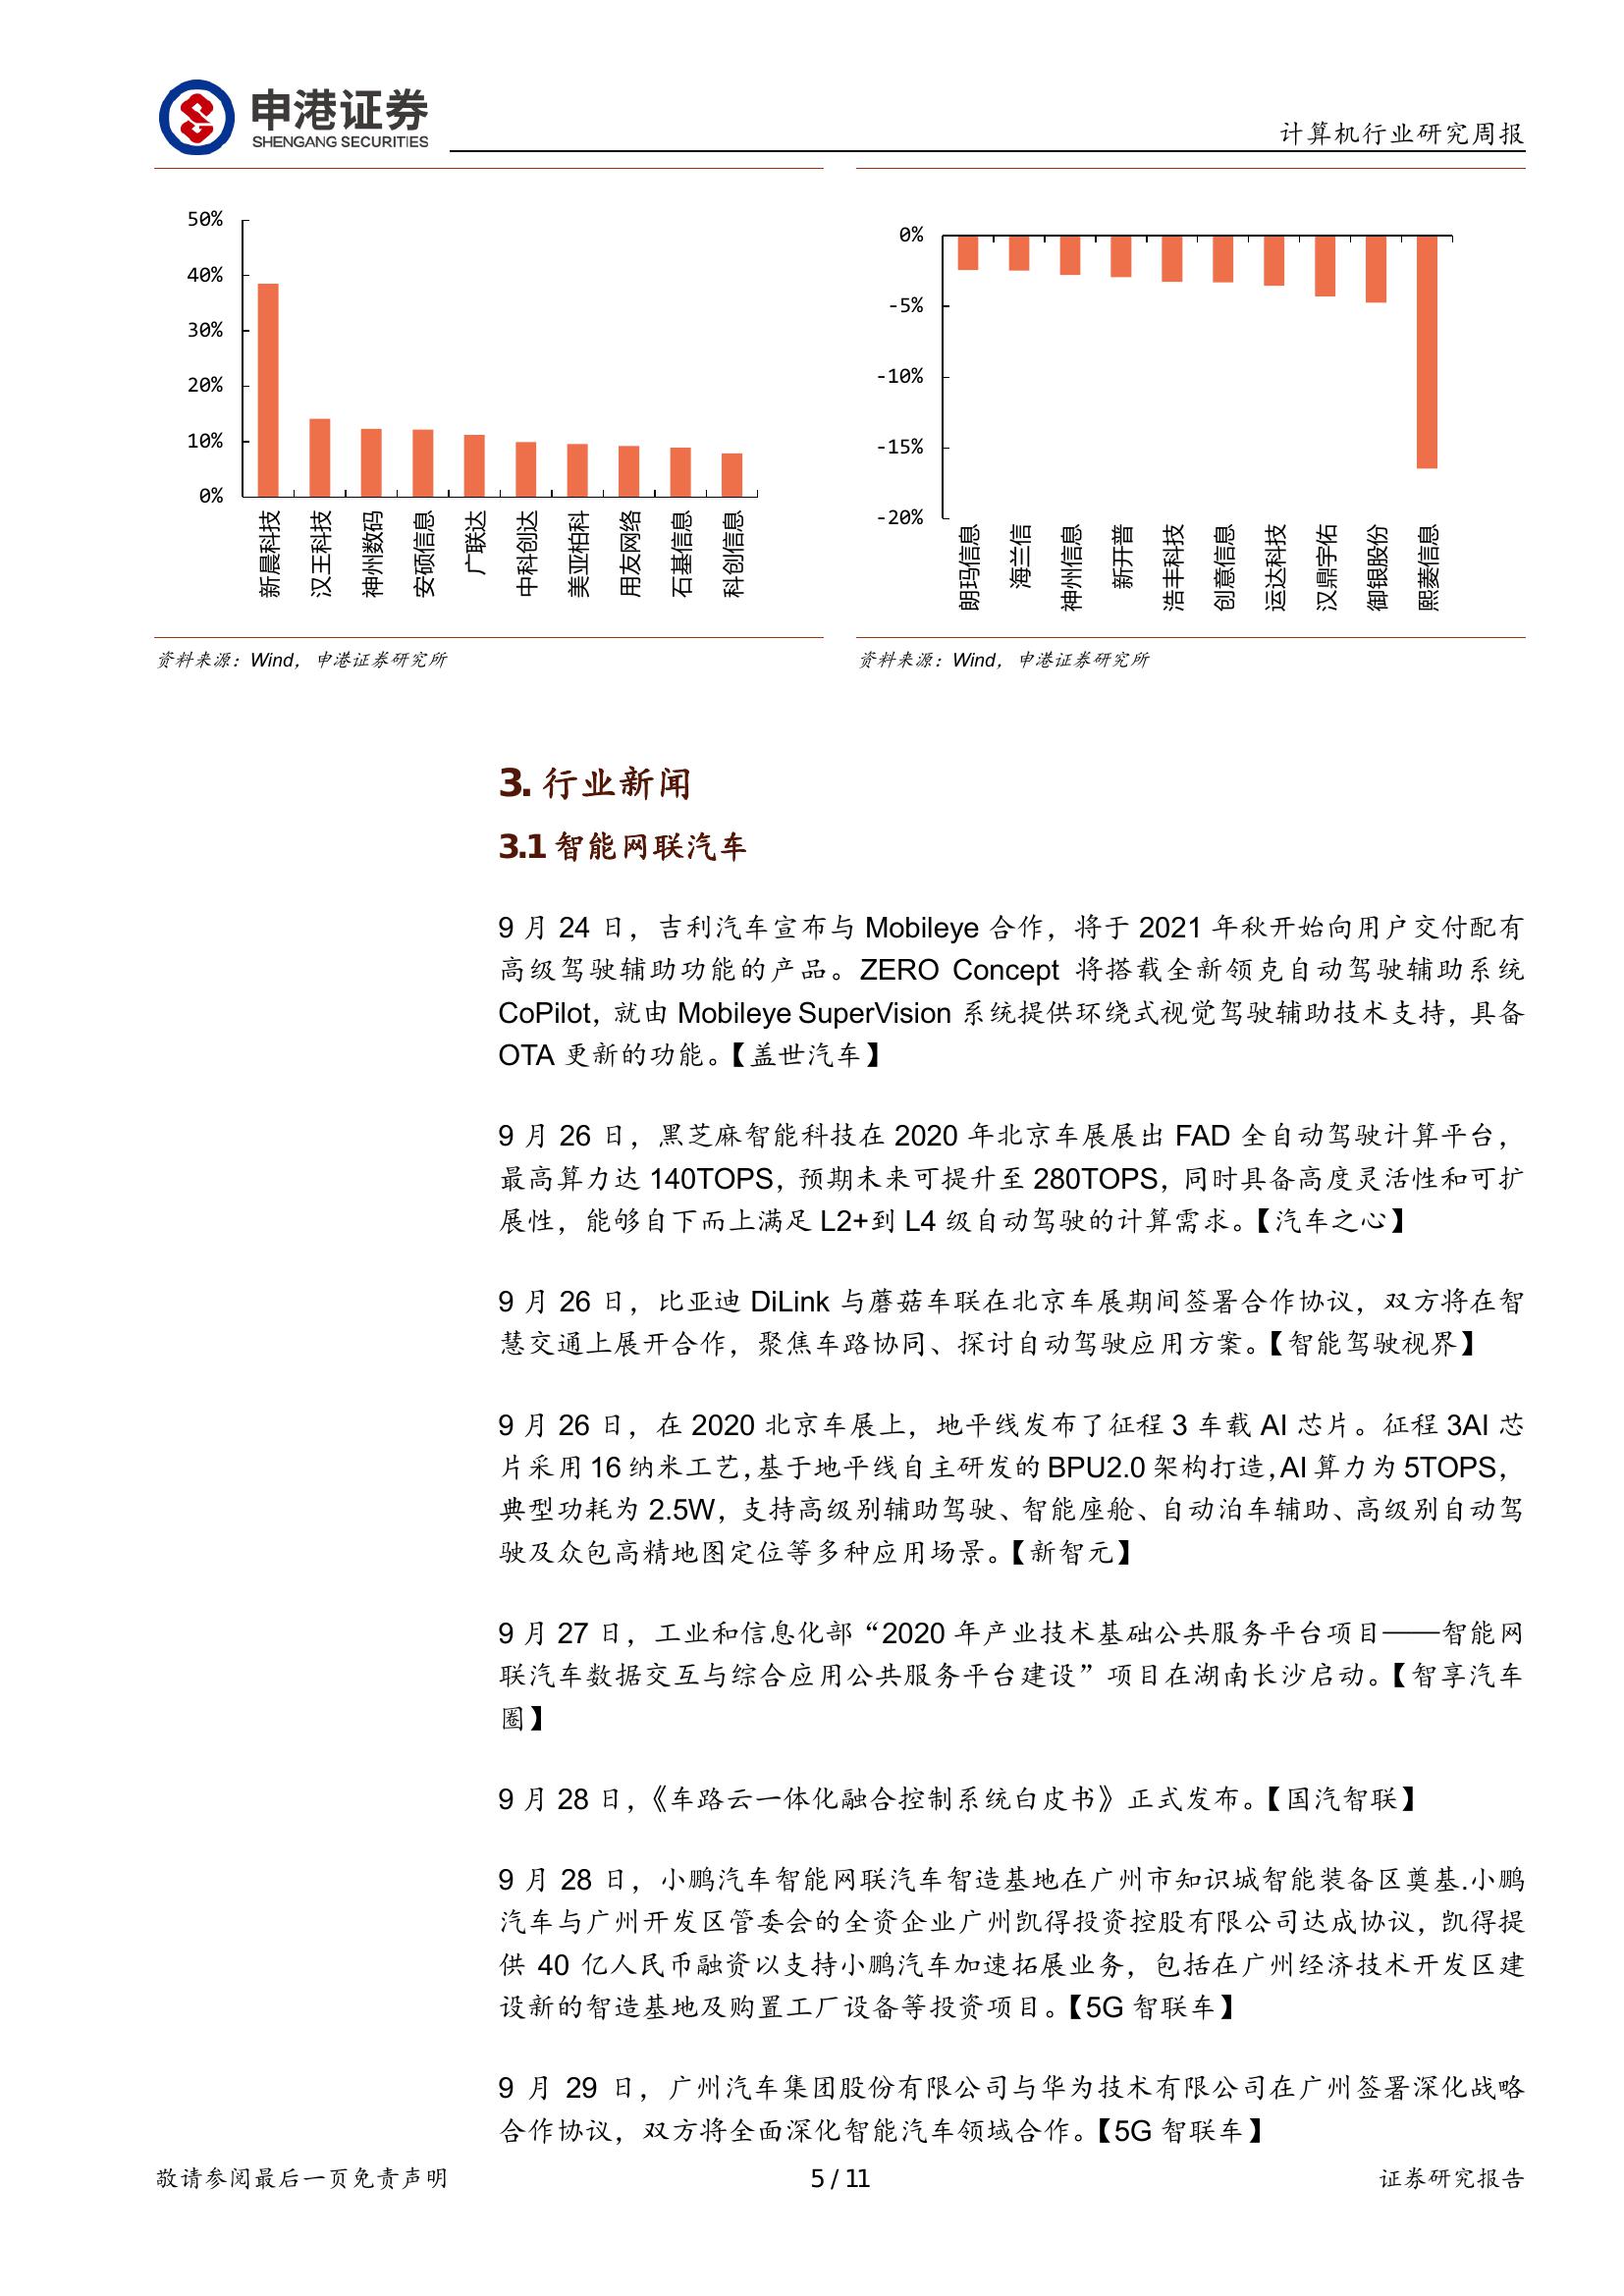 申港证券
SHENGANG SECURITIES
计算机行业研究周报
50%
40%
30%
20%
10%
0%
新晨科技
汉王科技
神州数码
安硕信息
广联达
中科创达
美亚柏科
用友网络
石基信息
科创信息
0%
-5%
-10%
-15%
-20%
朗玛信息
海兰信
神州信息
新开普
浩丰科技
创意信息
运达科技
汉鼎宇佑
御银股份
熙菱信息
资料来源：Wind，申港证券研究所
资料来源：Wind，申港证券研究所
3. 行业新闻
3.1 智能网联汽车
9 月 24 日，吉利汽车宣布与 Mobileye 合作，将于 2021 年秋开始向用户交付配有
高级驾驶辅助功能的产品。ZERO Concept 将搭载全新领克自动驾驶辅助系统
CoPilot，就由 Mobileye SuperVision 系统提供环绕式视觉驾驶辅助技术支持，具备
OTA 更新的功能。【盖世汽车】
9 月 26 日，黑芝麻智能科技在 2020 年北京车展展出 FAD 全自动驾驶计算平台，
最高算力达 140TOPS，预期未来可提升至 280TOPS，同时具备高度灵活性和可扩
展性，能够自下而上满足 L2+到 L4 级自动驾驶的计算需求。【汽车之心】
9 月 26 日，比亚迪 DiLink 与蘑菇车联在北京车展期间签署合作协议，双方将在智
慧交通上展开合作，聚焦车路协同、探讨自动驾驶应用方案。【智能驾驶视界】
9 月 26 日，在 2020 北京车展上，地平线发布了征程 3 车载 AI 芯片。征程 3AI 芯
片采用 16 纳米工艺，基于地平线自主研发的 BPU2.0 架构打造，AI 算力为 5TOPS，
典型功耗为 2.5W，支持高级别辅助驾驶、智能座舱、自动泊车辅助、高级别自动驾
驶及众包高精地图定位等多种应用场景。【新智元】
9 月 27 日，工业和信息化部“2020 年产业技术基础公共服务平台项目——智能网
联汽车数据交互与综合应用公共服务平台建设”项目在湖南长沙启动。【智享汽车
圈】
9 月 28 日，《车路云一体化融合控制系统白皮书》正式发布。【国汽智联】
9 月 28 日，小鹏汽车智能网联汽车智造基地在广州市知识城智能装备区奠基.小鹏
汽车与广州开发区管委会的全资企业广州凯得投资控股有限公司达成协议，凯得提
供 40 亿人民币融资以支持小鹏汽车加速拓展业务，包括在广州经济技术开发区建
设新的智造基地及购置工厂设备等投资项目。【5G 智联车】
9 月 29 日，广州汽车集团股份有限公司与华为技术有限公司在广州签署深化战略
合作协议，双方将全面深化智能汽车领域合作。【5G 智联车】
敬请参阅最后一页免责声明
5 / 11
证券研究报告